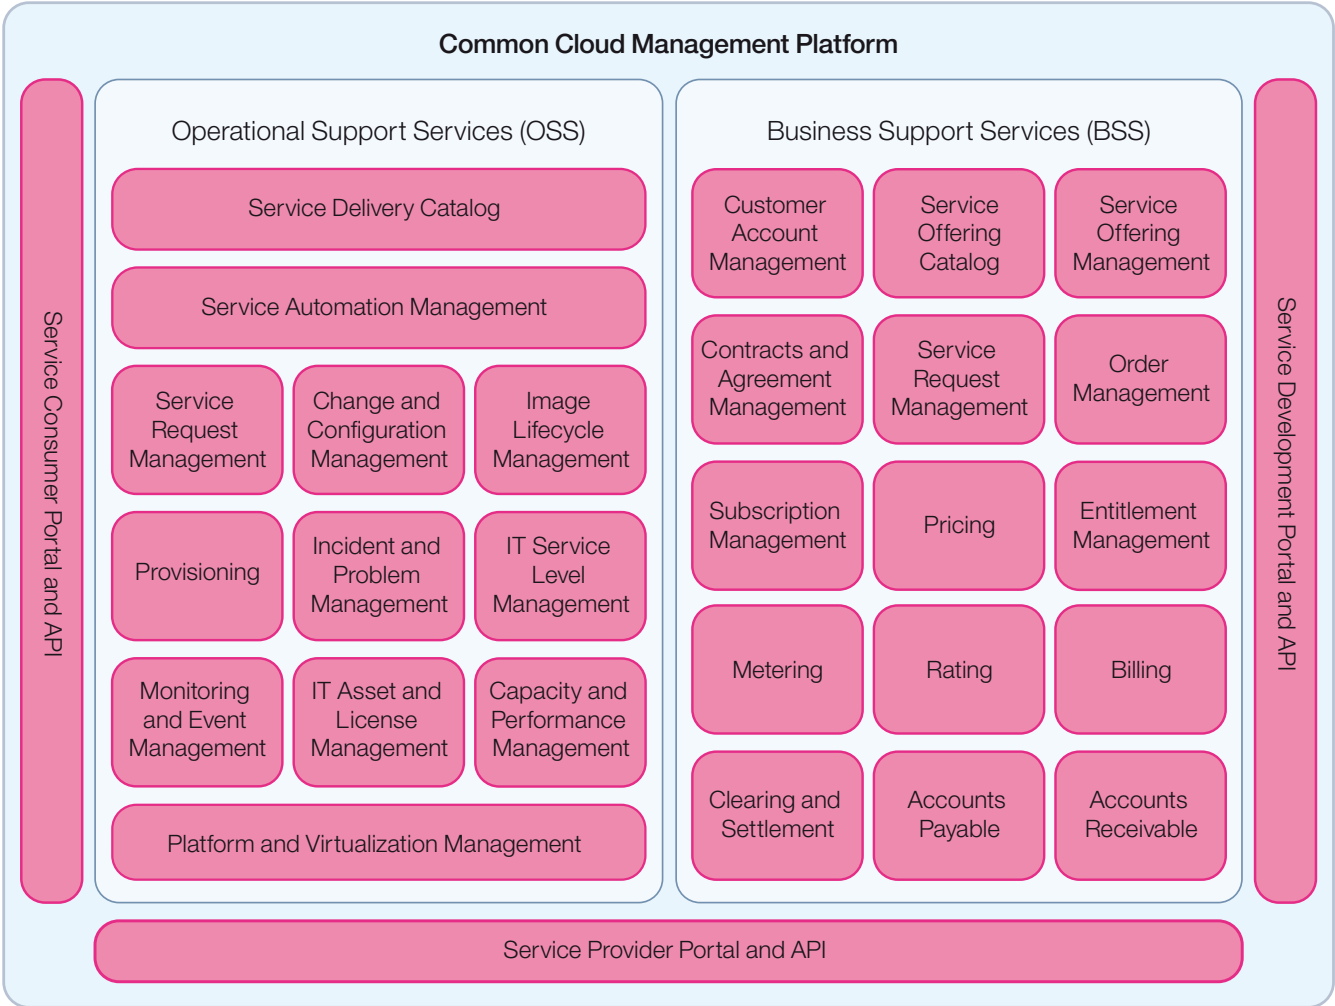 Common Cloud Management Platform
Service Consumer Portal and API
Operational Support Services (OSS)
Service Delivery Catalog
Service Automation Management
Service
Request
Management
Change and
Configuration
Management
Image
Lifecycle
Management
Provisioning
Incident and
Problem
Management
IT Service
Level
Management
Monitoring
and Event
Management
IT Asset and
License
Management
Capacity and
Performance
Management
Platform and Virtualization Management
Business Support Services (BSS)
Customer
Account
Management
Service
Offering
Catalog
Service
Offering
Management
Contracts and
Agreement
Management
Service
Request
Management
Order
Management
Subscription
Management
Pricing
Entitlement
Management
Metering
Rating
Billing
Clearing and
Settlement
Accounts
Payable
Accounts
Receivable
Service Development Portal and API
Service Provider Portal and API